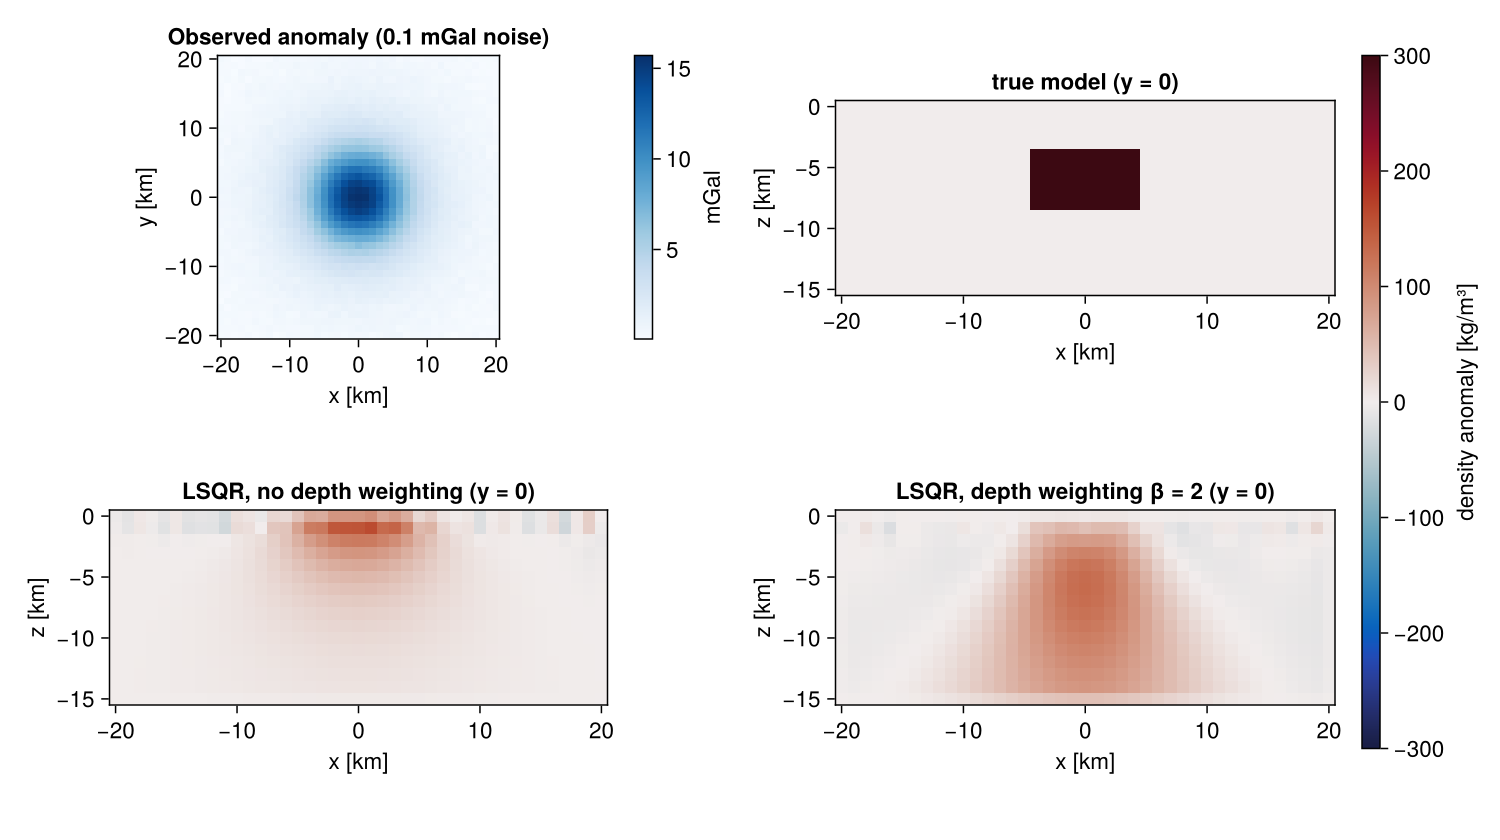 Observed anomaly (0.1 mGal noise)
20
10
0
−10
−20
y [km]
−20 −10 0 10 20
x [km]
15
10
5
mGal
true model (y = 0)
0
−5
−10
−15
z [km]
−20 −10 0 10 20
x [km]
300
200
100
0
−100
−200
−300
density anomaly [kg/m³]
LSQR, no depth weighting (y = 0)
0
−5
−10
−15
z [km]
−20 −10 0 10 20
x [km]
LSQR, depth weighting β = 2 (y = 0)
0
−5
−10
−15
z [km]
−20 −10 0 10 20
x [km]